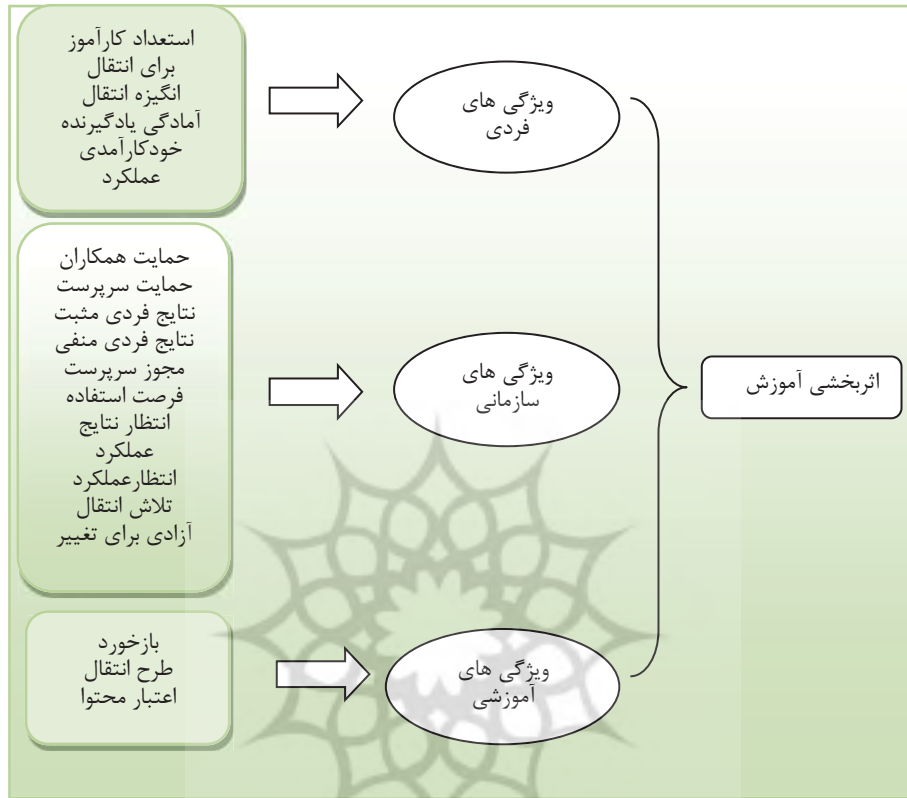 استعداد کارآموز
برای انتقال
انگیزه انتقال
آمادگی یادگیرنده
خودکارآمدی
عملکرد
ویژگی های
فردی
حمایت همکاران
حمایت سرپرست
نتایج فردی مثبت
نتایج فردی منفی
مجوز سرپرست
فرصت استفاده
انتظار نتایج
عملکرد
انتظارعملکرد
تلاش انتقال
آزادی برای تغییر
ویژگی های
سازمانی
اثربخشی آموزش
بازخورد
طرح انتقال
اعتبار محتوا
ویژگی های
آموزشی